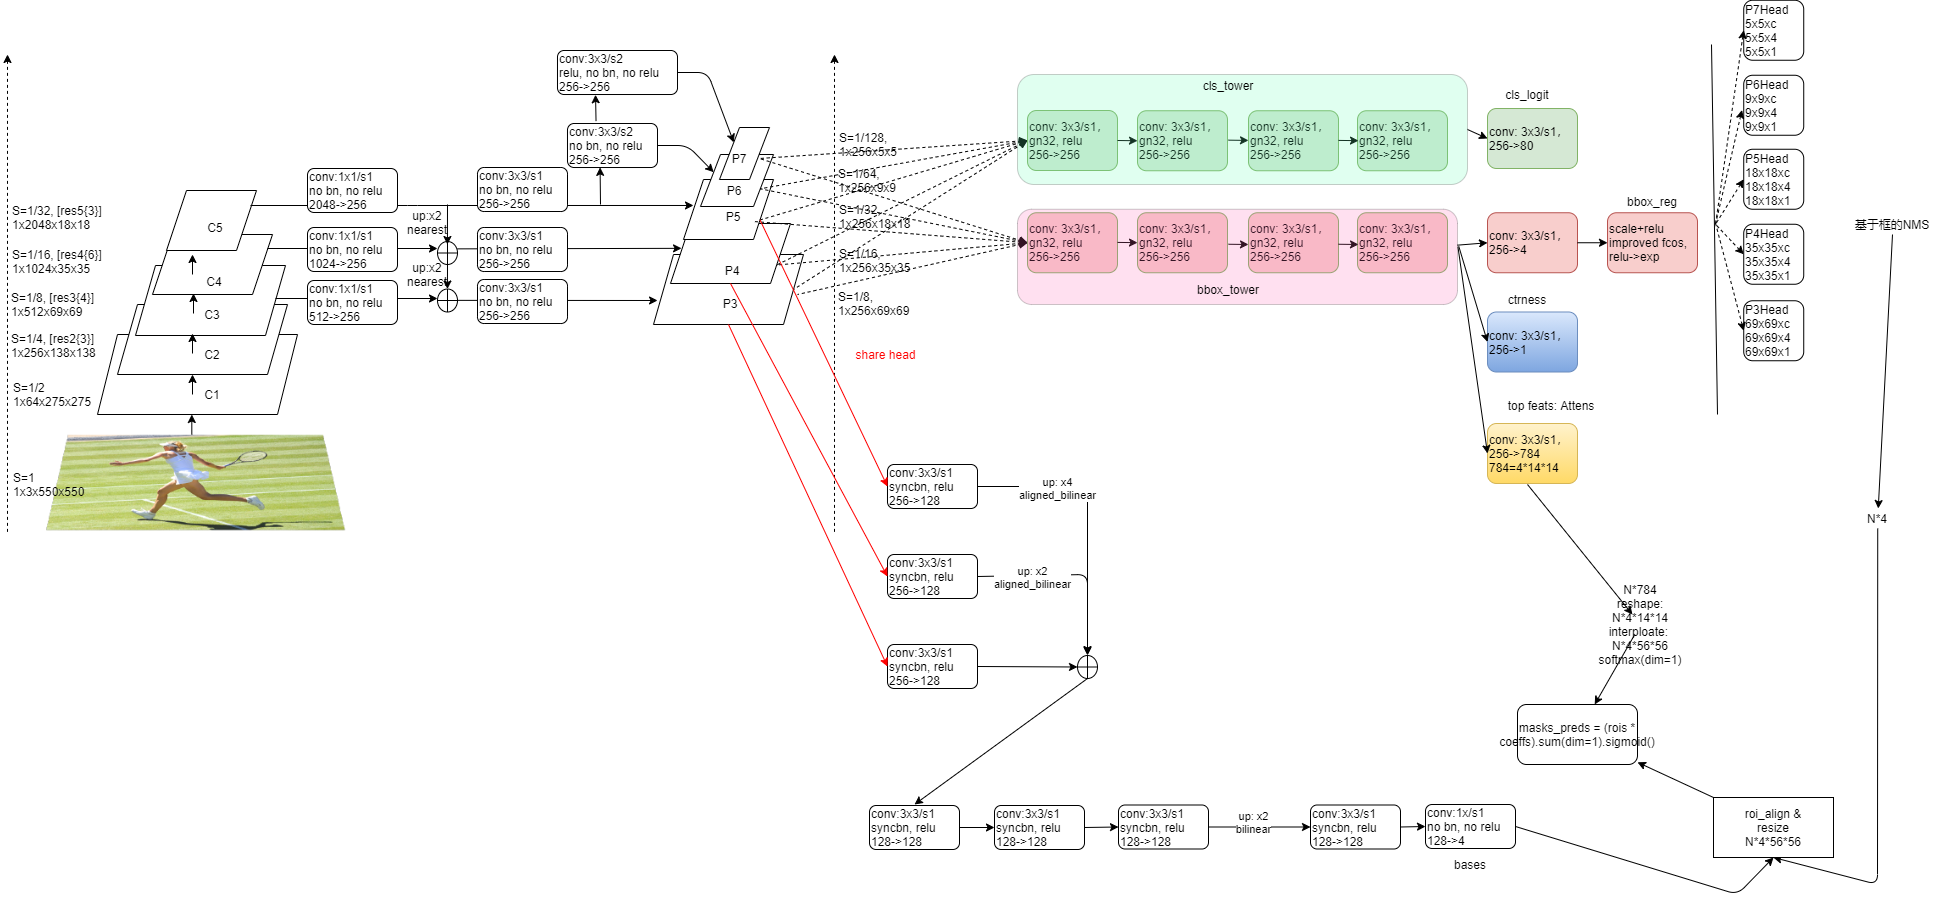 S=1/32, [res5{3}]
1x2048x18x18
S=1/16, [res4{6}]
1x1024x35x35
S=1/8, [res3{4}]
1x512x69x69
S=1/4, [res2{3}]
1x256x138x138
S=1/2
1x64x275x275
S=1
1x3x550x550
C5
C4
C3
C2
C1
conv:1x1/s1
no bn, no relu
2048->256
conv:1x1/s1
no bn, no relu
1024->256
conv:1x1/s1
no bn, no relu
512->256
up:x2
nearest
up:x2
nearest
conv:3x3/s2
relu, no bn, no relu
256->256
conv:3x3/s2
no bn, no relu
256->256
conv:3x3/s1
no bn, no relu
256->256
conv:3x3/s1
no bn, no relu
256->256
conv:3x3/s1
no bn, no relu
256->256
P7
P6
P5
P4
P3
S=1/128,
1x256x5x5
S=1/64,
1x256x9x9
S=1/32,
1x256x18x18
S=1/16,
1x256x35x35
S=1/8,
1x256x69x69
share head
cls_tower
conv: 3x3/s1,
gn32, relu
256->256
conv: 3x3/s1,
gn32, relu
256->256
conv: 3x3/s1,
gn32, relu
256->256
conv: 3x3/s1,
gn32, relu
256->256
cls_logit
conv: 3x3/s1,
256->80
conv: 3x3/s1,
gn32, relu
256->256
conv: 3x3/s1,
gn32, relu
256->256
conv: 3x3/s1,
gn32, relu
256->256
conv: 3x3/s1,
gn32, relu
256->256
bbox_tower
conv: 3x3/s1,
256->4
bbox_reg
scale+relu
improved fcos,
relu->exp
ctrness
conv: 3x3/s1,
256->1
top feats: Attens
conv: 3x3/s1,
256->784
784=4*14*14
P7Head
5x5xc
5x5x4
5x5x1
P6Head
9x9xc
9x9x4
9x9x1
P5Head
18x18xc
18x18x4
18x18x1
P4Head
35x35xc
35x35x4
35x35x1
P3Head
69x69xc
69x69x4
69x69x1
基于框的NMS
N*4
conv:3x3/s1
syncbn, relu
256->128
up: x4
aligned_bilinear
conv:3x3/s1
syncbn, relu
256->128
up: x2
aligned_bilinear
conv:3x3/s1
syncbn, relu
256->128
N*784
reshape:
N*4*14*14
interploate:
N*4*56*56
softmax(dim=1)
masks_preds = (rois *
coeffs).sum(dim=1).sigmoid()
conv:3x3/s1
syncbn, relu
128->128
conv:3x3/s1
syncbn, relu
128->128
conv:3x3/s1
syncbn, relu
128->128
up: x2
bilinear
conv:3x3/s1
syncbn, relu
128->128
conv:1x/s1
no bn, no relu
128->4
bases
roi_align &
resize
N*4*56*56